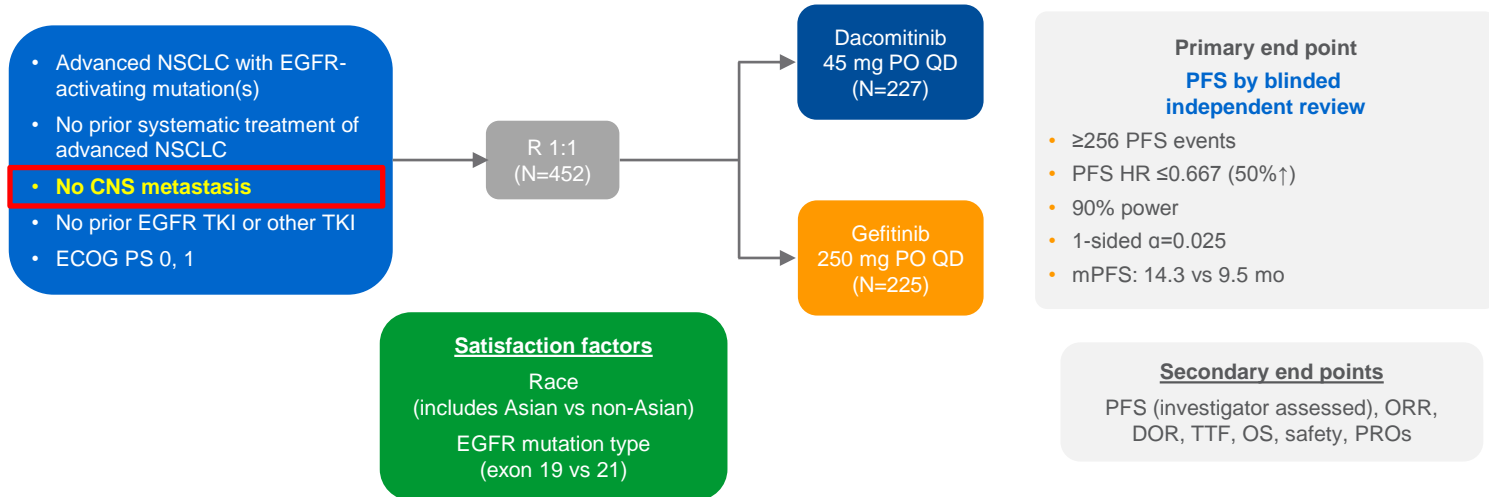 • Advanced NSCLC with EGFR-
activating mutation(s)
• No prior systematic treatment of
advanced NSCLC
• No CNS metastasis
• No prior EGFR TKI or other TKI
• ECOG PS 0, 1
R 1:1
(N=452)
Dacomitinib
45 mg PO QD
(N=227)
Gefitinib
250 mg PO QD
(N=225)
Satisfaction factors
Race
(includes Asian vs non-Asian)
EGFR mutation type
(exon 19 vs 21)
Primary end point
PFS by blinded
independent review
• ≥256 PFS events
• PFS HR ≤0.667 (50%↑)
• 90% power
• 1-sided α=0.025
• mPFS: 14.3 vs 9.5 mo
Secondary end points
PFS (investigator assessed), ORR,
DOR, TTF, OS, safety, PROs